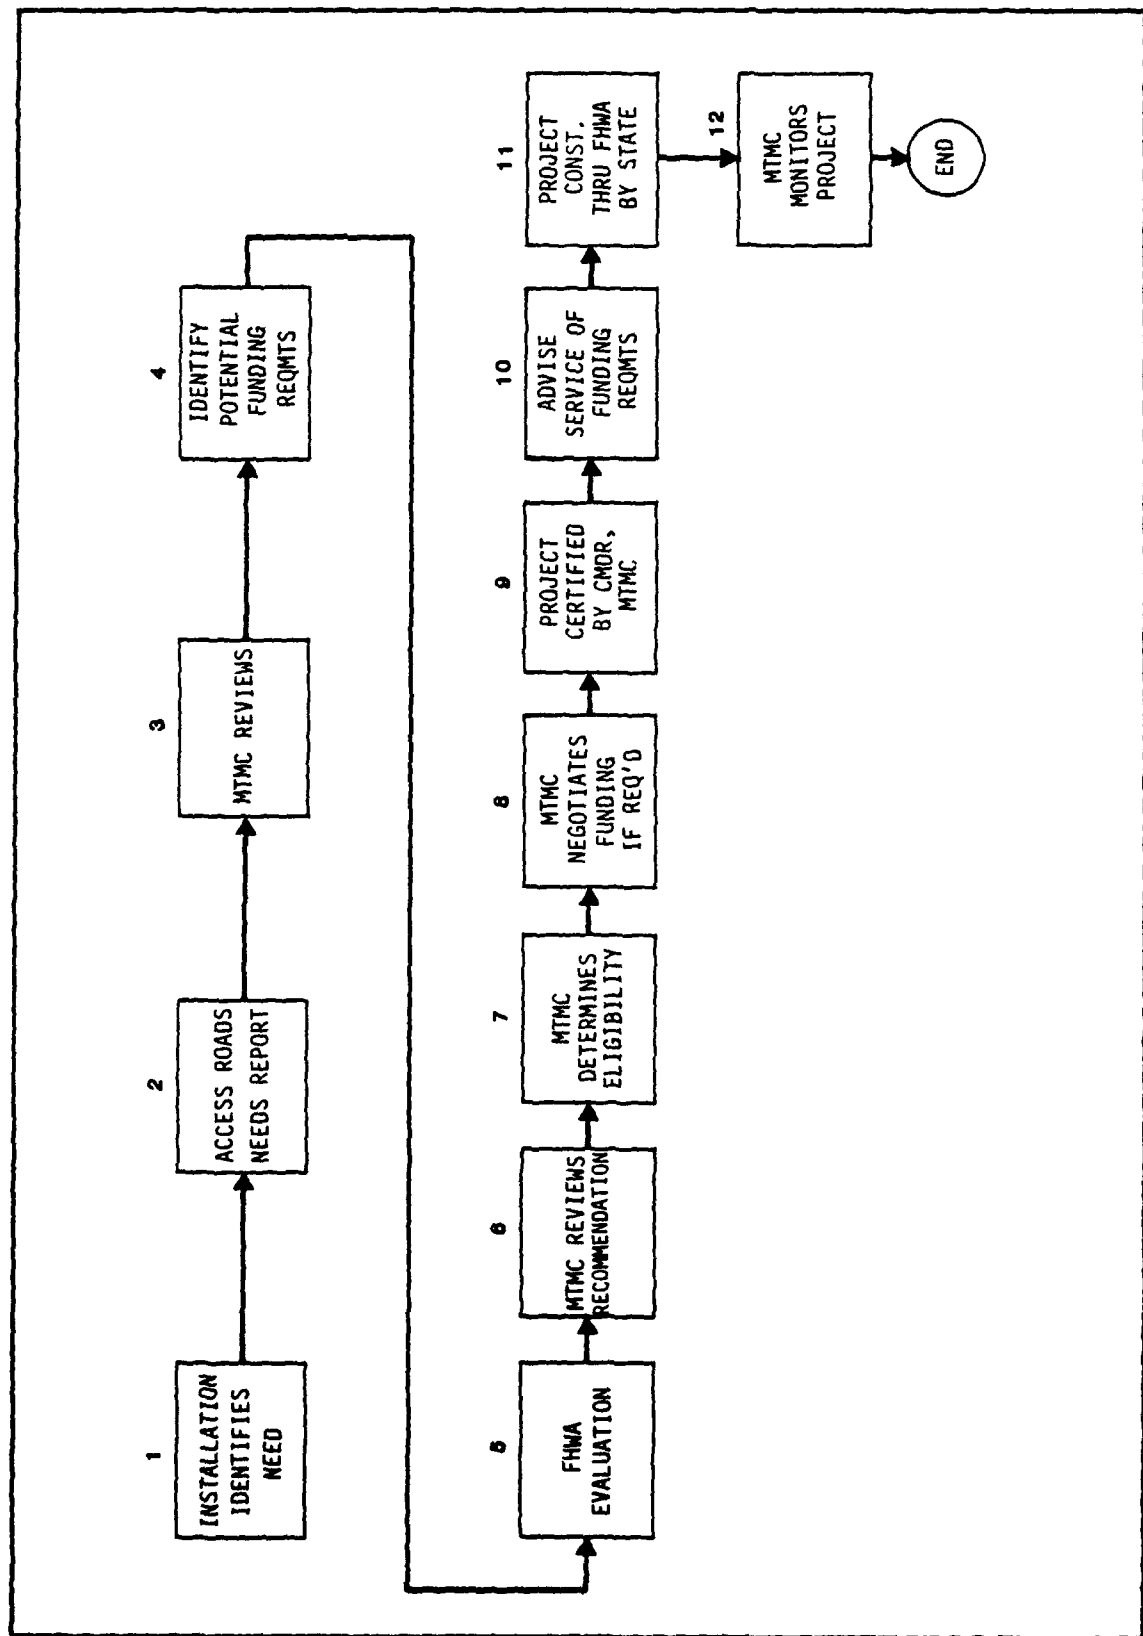 1
INSTALLATION
IDENTIFIES
NEED
2
ACCESS ROADS
NEEDS REPORT
3
MTMC REVIEWS
4
IDENTIFY
POTENTIAL
FUNDING
REQMTS
5
FHWA
EVALUATION
6
MTMC REVIEWS
RECOMMENDATION
7
MTMC
DETERMINES
ELIGIBILITY
8
MTMC
NEGOTIATES
FUNDING
IF REQ'D
9
PROJECT
CERTIFIED
BY CMDR,
MTMC
10
ADVISE
SERVICE OF
FUNDING
REQMTS
11
PROJECT
CONST.
THRU FHWA
BY STATE
12
MTMC
MONITORS
PROJECT
END